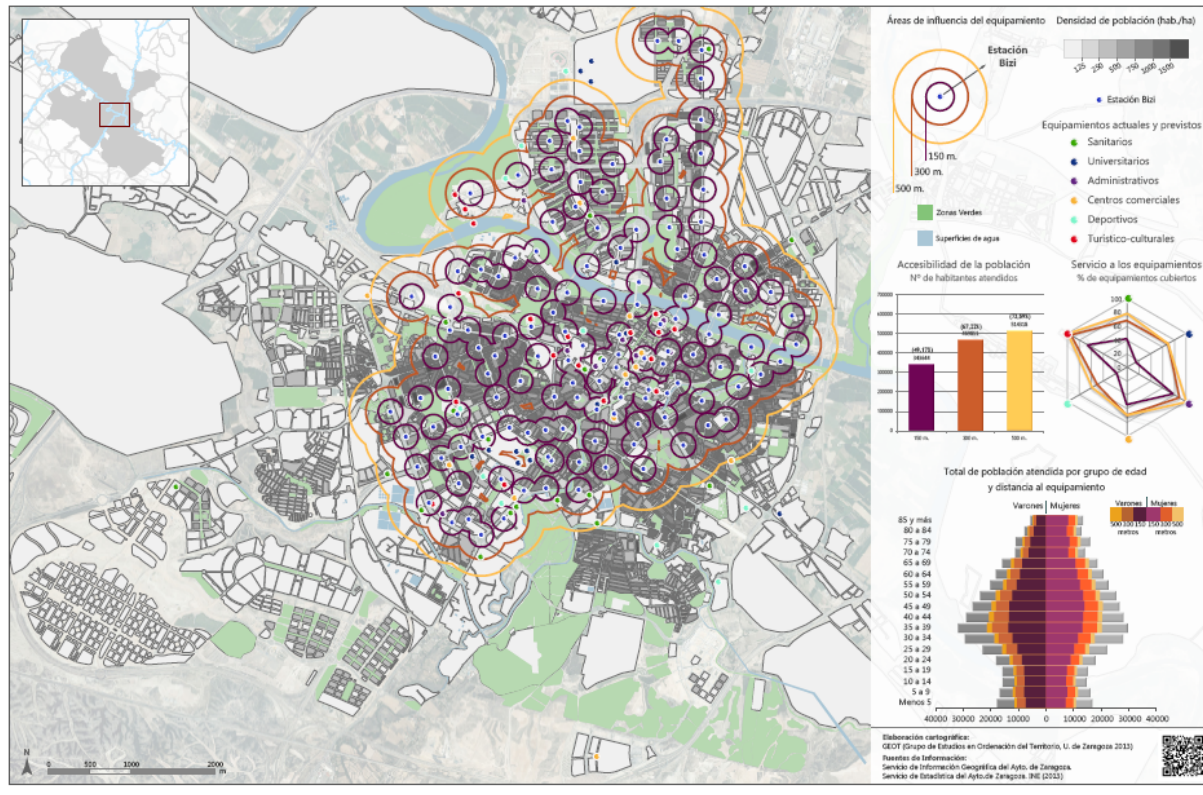 Áreas de influencia del equipamiento
Densidad de población (hab./ha)
Estación
Bizi
125 250 500 750 1000 1500
Estación Bizi
Equipamientos actuales y previstos
Sanitarios
Universitarios
Administrativos
Centros comerciales
Deportivos
Turistico-culturales
150 m.
300 m.
500 m.
Zonas Verdes
Superficies de agua
Accesibilidad de la población
Nº de habitantes atendidos
700000
600000
500000
400000
300000
200000
100000
0
(49,17%)
(67,22%)
150 m.
300 m.
500 m.
Servicio a los equipamientos
% de equipamientos cubiertos
100
80
60
40
20
Total de población atendida por grupo de edad
y distancia al equipamiento
Varones Mujeres
Varones Mujeres
500 300 150 150 300 500
metros metros
85 y más
80 a 84
75 a 79
70 a 74
65 a 69
60 a 64
55 a 59
50 a 54
45 a 49
40 a 44
35 a 39
30 a 34
25 a 29
20 a 24
15 a 19
10 a 14
5 a 9
Menos 5
40000 30000 20000 10000 0 10000 20000 30000 40000
Elaboración cartográfica:
GEOT (Grupo de Estudios en Ordenación del Territorio, U. de Zaragoza 2013)
Fuentes de Información:
Servicio de Información Geográfica del Ayto. de Zaragoza.
Servicio de Estadística del Ayto.de Zaragoza. INE (2013)
N
0 500 1000 2000
m